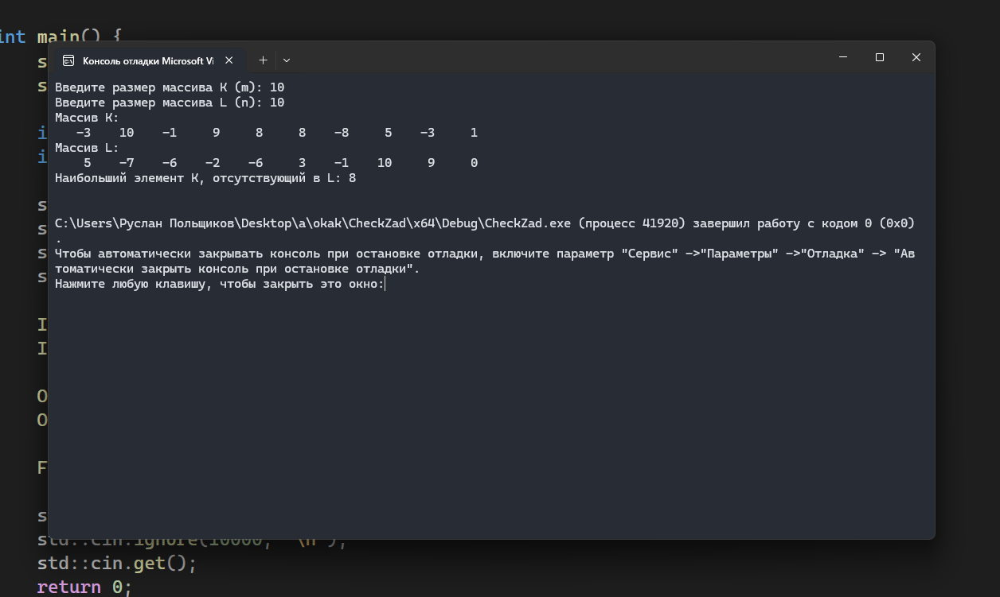 int main() {
Консоль отладки Microsoft Vi
Введите размер массива K (m): 10
Введите размер массива L (n): 10
Массив K:
-3 10 -1 9 8 8 -8 5 -3 1
Массив L:
5 -7 -6 -2 -6 3 -1 10 9 0
Наибольший элемент K, отсутствующий в L: 8
C:\Users\Руслан Польщиков\Desktop\a\okak\CheckZad\x64\Debug\CheckZad.exe (процесс 41920) завершил работу с кодом 0 (0x0)
.
Чтобы автоматически закрывать консоль при остановке отладки, включите параметр "Сервис" ->"Параметры" ->"Отладка" -> "Ав
томатически закрыть консоль при остановке отладки".
Нажмите любую клавишу, чтобы закрыть это окно:
std::cin.ignore(10000, '\n');
std::cin.get();
return 0;